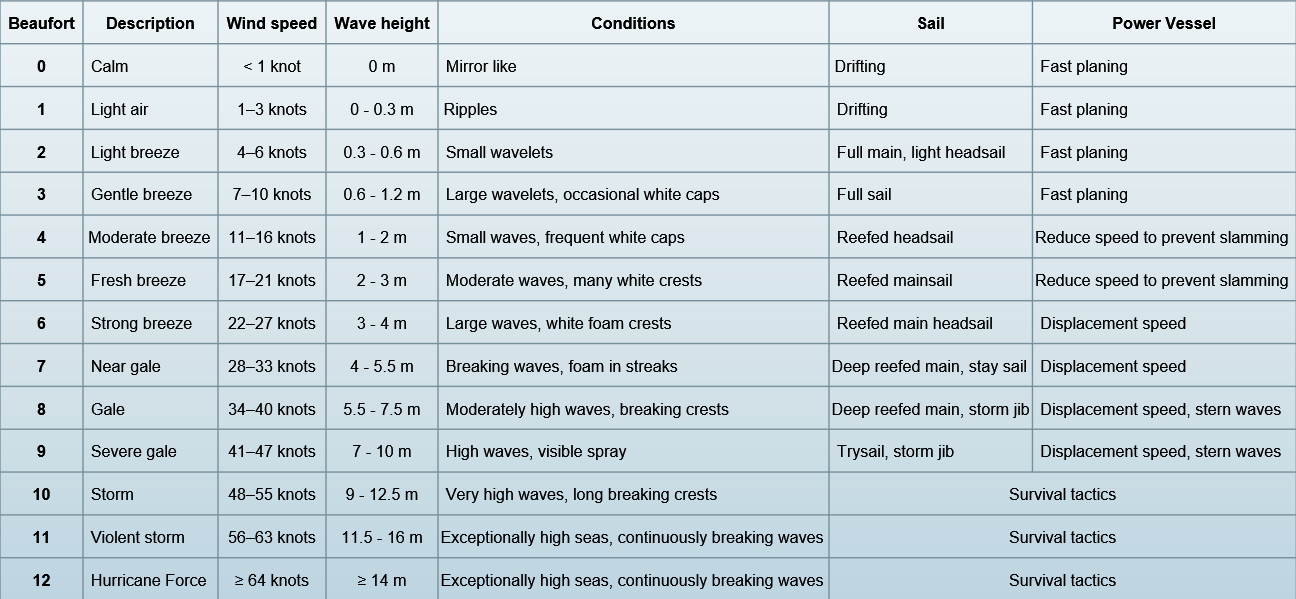 Beaufort Description Wind speed Wave height Conditions Sail Power Vessel
0 Calm < 1 knot 0 m Mirror like Drifting Fast planing
1 Light air 1–3 knots 0 - 0.3 m Ripples Drifting Fast planing
2 Light breeze 4–6 knots 0.3 - 0.6 m Small wavelets Full main, light headsail Fast planing
3 Gentle breeze 7–10 knots 0.6 - 1.2 m Large wavelets, occasional white caps Full sail Fast planing
4 Moderate breeze 11–16 knots 1 - 2 m Small waves, frequent white caps Reefed headsail Reduce speed to prevent slamming
5 Fresh breeze 17–21 knots 2 - 3 m Moderate waves, many white crests Reefed mainsail Reduce speed to prevent slamming
6 Strong breeze 22–27 knots 3 - 4 m Large waves, white foam crests Reefed main headsail Displacement speed
7 Near gale 28–33 knots 4 - 5.5 m Breaking waves, foam in streaks Deep reefed main, stay sail Displacement speed
8 Gale 34–40 knots 5.5 - 7.5 m Moderately high waves, breaking crests Deep reefed main, storm jib Displacement speed, stern waves
9 Severe gale 41–47 knots 7 - 10 m High waves, visible spray Trysail, storm jib Displacement speed, stern waves
10 Storm 48–55 knots 9 - 12.5 m Very high waves, long breaking crests Survival tactics
11 Violent storm 56–63 knots 11.5 - 16 m Exceptionally high seas, continuously breaking waves Survival tactics
12 Hurricane Force ≥ 64 knots ≥ 14 m Exceptionally high seas, continuously breaking waves Survival tactics